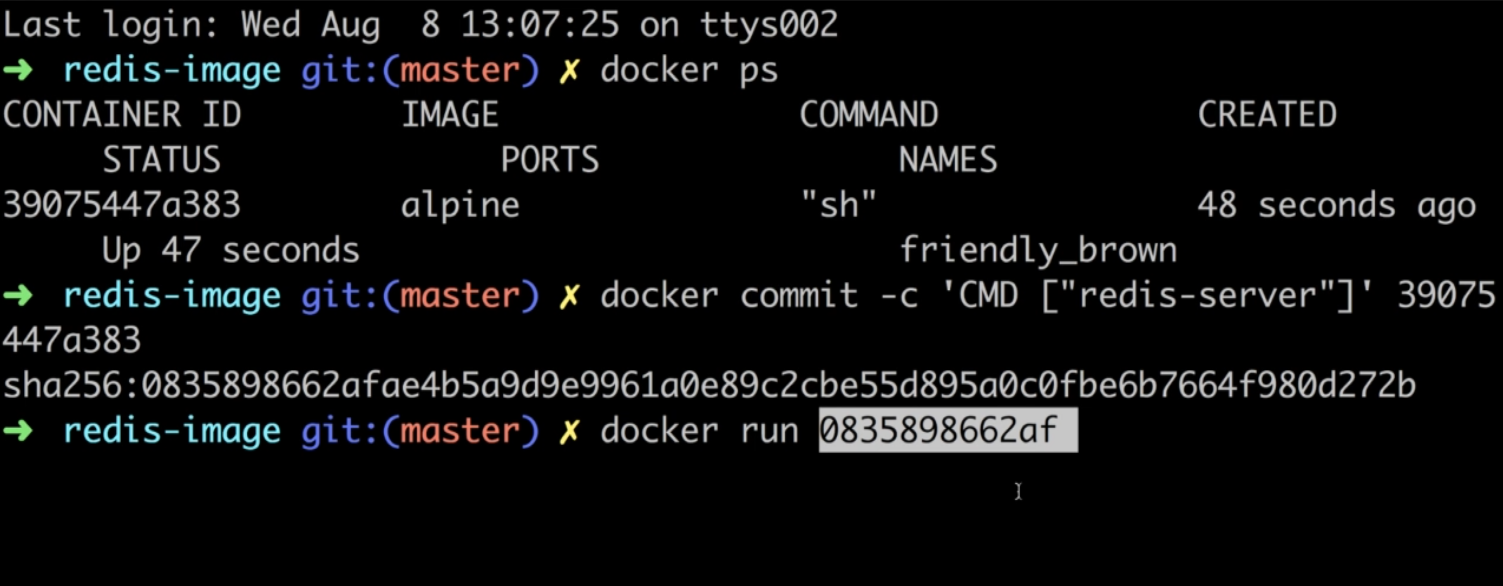 Last login: Wed Aug  8 13:07:25 on ttys002
➜  redis-image git:(master) ✗ docker ps
CONTAINER ID        IMAGE               COMMAND             CREATED
     STATUS              PORTS               NAMES
39075447a383        alpine              "sh"                48 seconds ago
     Up 47 seconds                           friendly_brown
➜  redis-image git:(master) ✗ docker commit -c 'CMD ["redis-server"]' 39075
447a383
sha256:0835898662afae4b5a9d9e9961a0e89c2cbe55d895a0c0fbe6b7664f980d272b
➜  redis-image git:(master) ✗ docker run 0835898662af